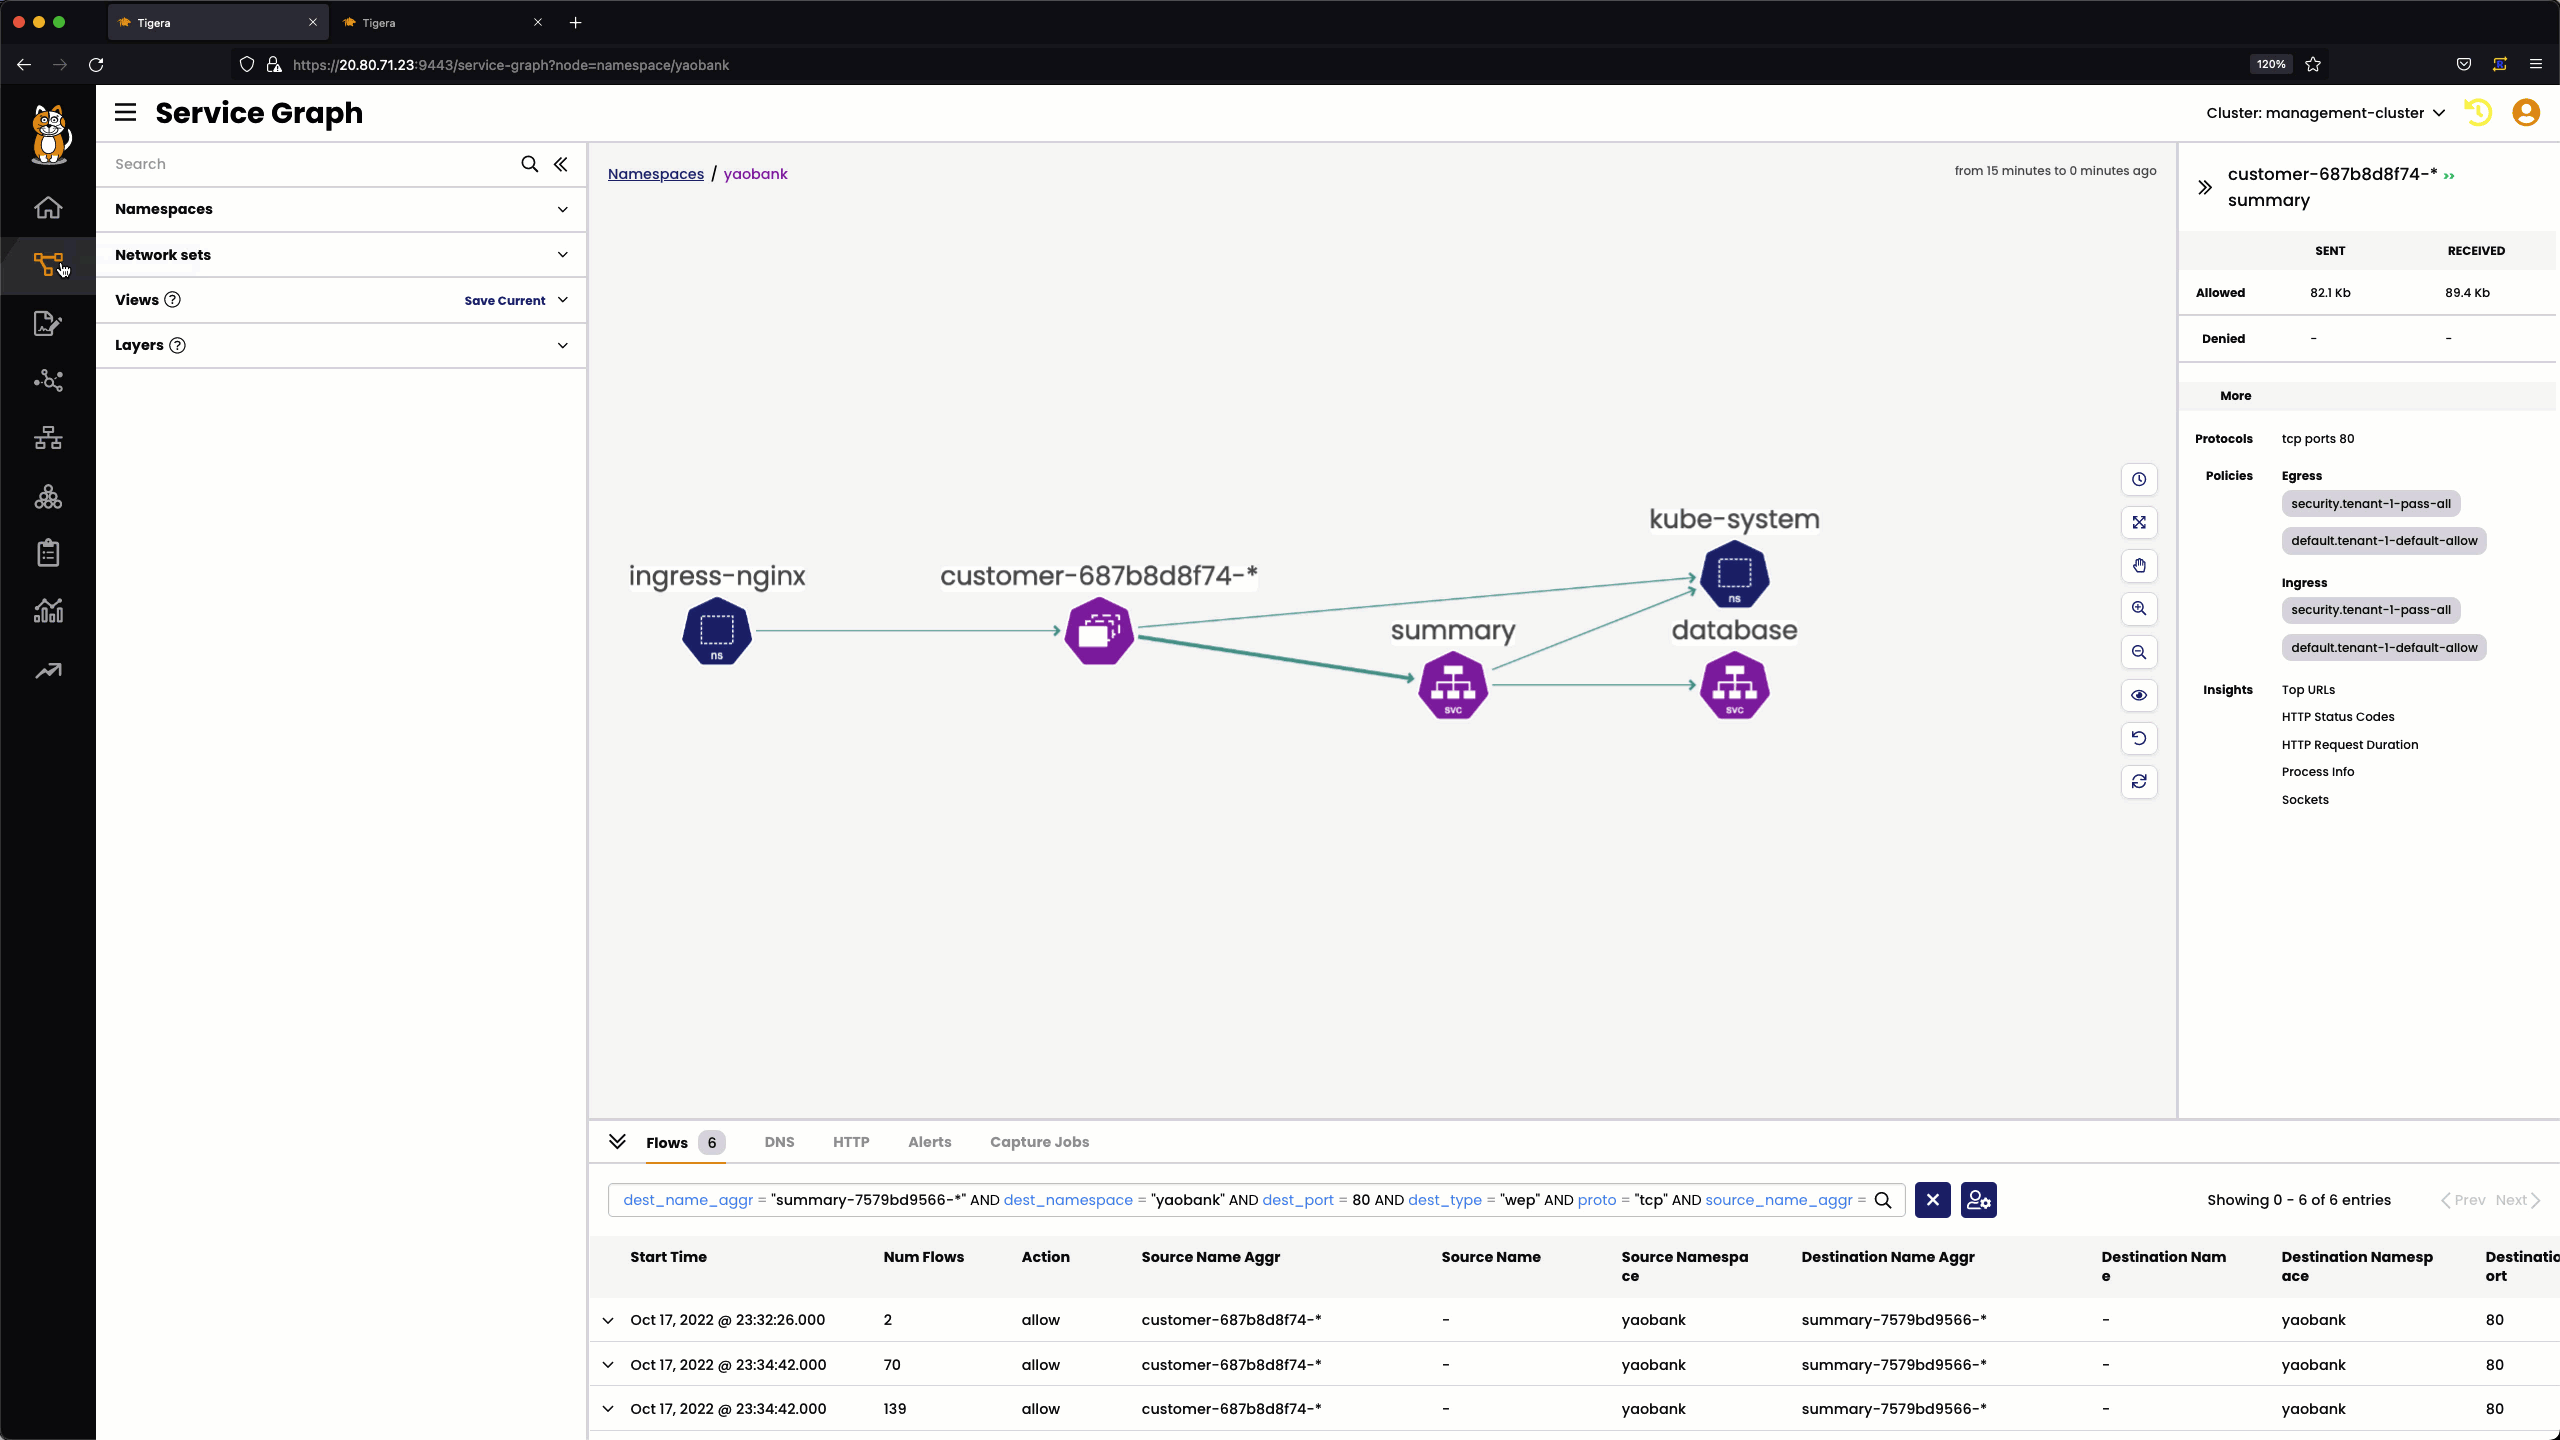 Tigera
Tigera
https://20.80.71.23:9443/service-graph?node=namespace/yaobank
120%
Service Graph
Cluster: management-cluster
Search
Namespaces
Network sets
Views ?
Save Current
Layers ?
Namespaces / yaobank
from 15 minutes to 0 minutes ago
kube-system
ns
ingress-nginx
ns
customer-687b8d8f74-*
summary
svc
database
svc
customer-687b8d8f74-* >>
summary
SENT RECEIVED
Allowed 82.1 Kb 89.4 Kb
Denied - -
More
Protocols tcp ports 80
Policies Egress
security.tenant-1-pass-all
default.tenant-1-default-allow
Ingress
security.tenant-1-pass-all
default.tenant-1-default-allow
Insights Top URLs
HTTP Status Codes
HTTP Request Duration
Process Info
Sockets
Flows 6 DNS HTTP Alerts Capture Jobs
dest_name_aggr = "summary-7579bd9566-*" AND dest_namespace = "yaobank" AND dest_port = 80 AND dest_type = "wep" AND proto = "tcp" AND source_name_aggr =
Showing 0 - 6 of 6 entries
Prev Next
Start Time Num Flows Action Source Name Aggr Source Name Source Namespa Destination Name Aggr Destination Nam Destination Namesp Destinatio
ce e ace ort
Oct 17, 2022 @ 23:32:26.000 2 allow customer-687b8d8f74-* - yaobank summary-7579bd9566-* - yaobank 80
Oct 17, 2022 @ 23:34:42.000 70 allow customer-687b8d8f74-* - yaobank summary-7579bd9566-* - yaobank 80
Oct 17, 2022 @ 23:34:42.000 139 allow customer-687b8d8f74-* - yaobank summary-7579bd9566-* - yaobank 80